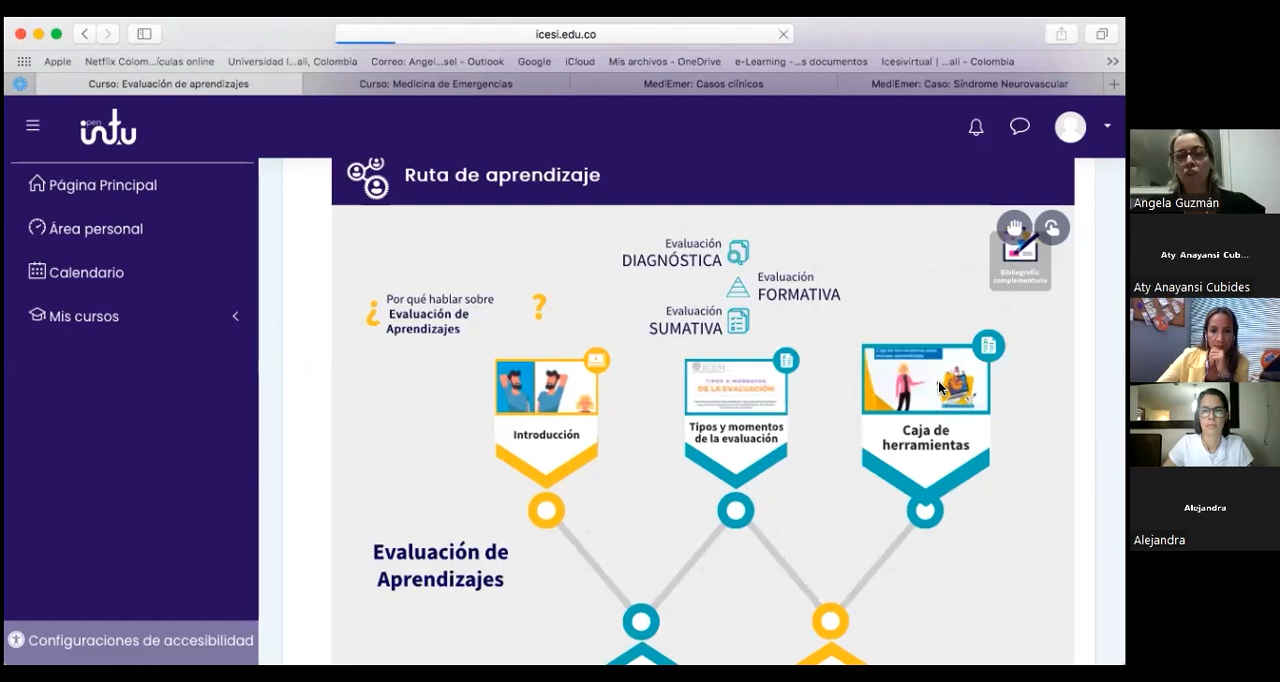 icesi.edu.co
Apple
Netflix Colom...ículas online
Universidad I...ali, Colombia
Correo: Angel...sel - Outlook
Google
iCloud
Mis archivos - OneDrive
e-Learning -...s documentos
Icesivirtual | ...ali - Colombia
Curso: Evaluación de aprendizajes
Curso: Medicina de Emergencias
MediEmer: Casos clínicos
MediEmer: Caso: Síndrome Neurovascular
open
intu
Página Principal
Área personal
Calendario
Mis cursos
Configuraciones de accesibilidad
Ruta de aprendizaje
Evaluación
DIAGNÓSTICA
Evaluación
FORMATIVA
Evaluación
SUMATIVA
Bibliografía
complementaria
¿ Por qué hablar sobre
Evaluación de
Aprendizajes ?
Introducción
TIPOS Y MOMENTOS
DE LA EVALUACIÓN
Tipos y momentos
de la evaluación
Caja de
herramientas
Evaluación de
Aprendizajes
Angela Guzmán
Aty Anayansi Cub...
Aty Anayansi Cubides
Alejandra
Alejandra